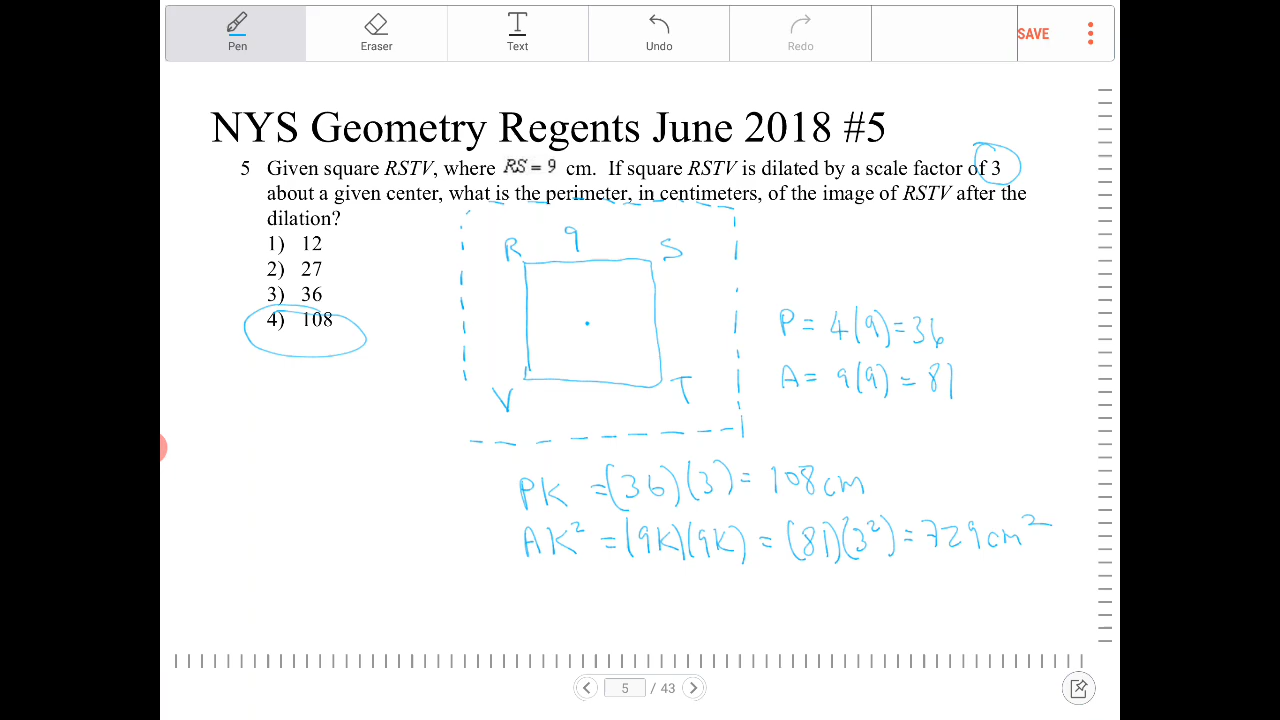 Pen Eraser Text Undo Redo SAVE
NYS Geometry Regents June 2018 #5
5 Given square RSTV, where RS = 9 cm. If square RSTV is dilated by a scale factor of 3
about a given center, what is the perimeter, in centimeters, of the image of RSTV after the
dilation?
1) 12
2) 27
3) 36
4) 108
R 9 S
V T
P = 4(9) = 36
A = 9(9) = 81
PK = (36)(3) = 108 cm
AK² = (9K)(9K) = (81)(3²) = 729 cm²
5 / 43